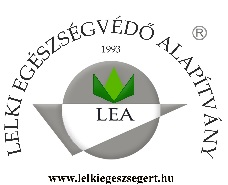 LELKI EGÉSZSÉGVÉDŐ ALAPÍTVÁNY ®
1993
LEA
www.lelkiegeszsegert.hu